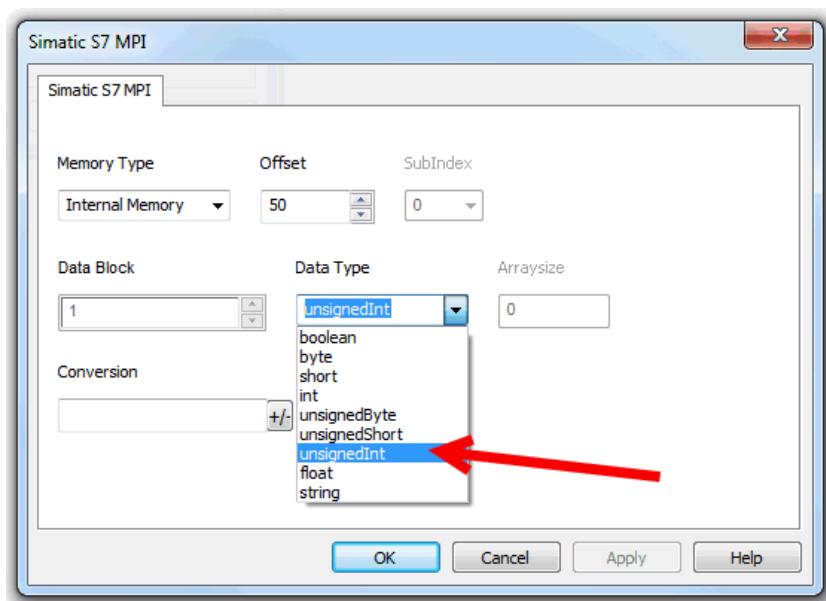 Simatic S7 MPI
Simatic S7 MPI
Memory Type Offset SubIndex
Internal Memory 50 0
Data Block Data Type Arraysize
1 unsignedInt 0
boolean
byte
short
int
unsignedByte
unsignedShort
unsignedInt
float
string
Conversion
+/-
OK Cancel Apply Help